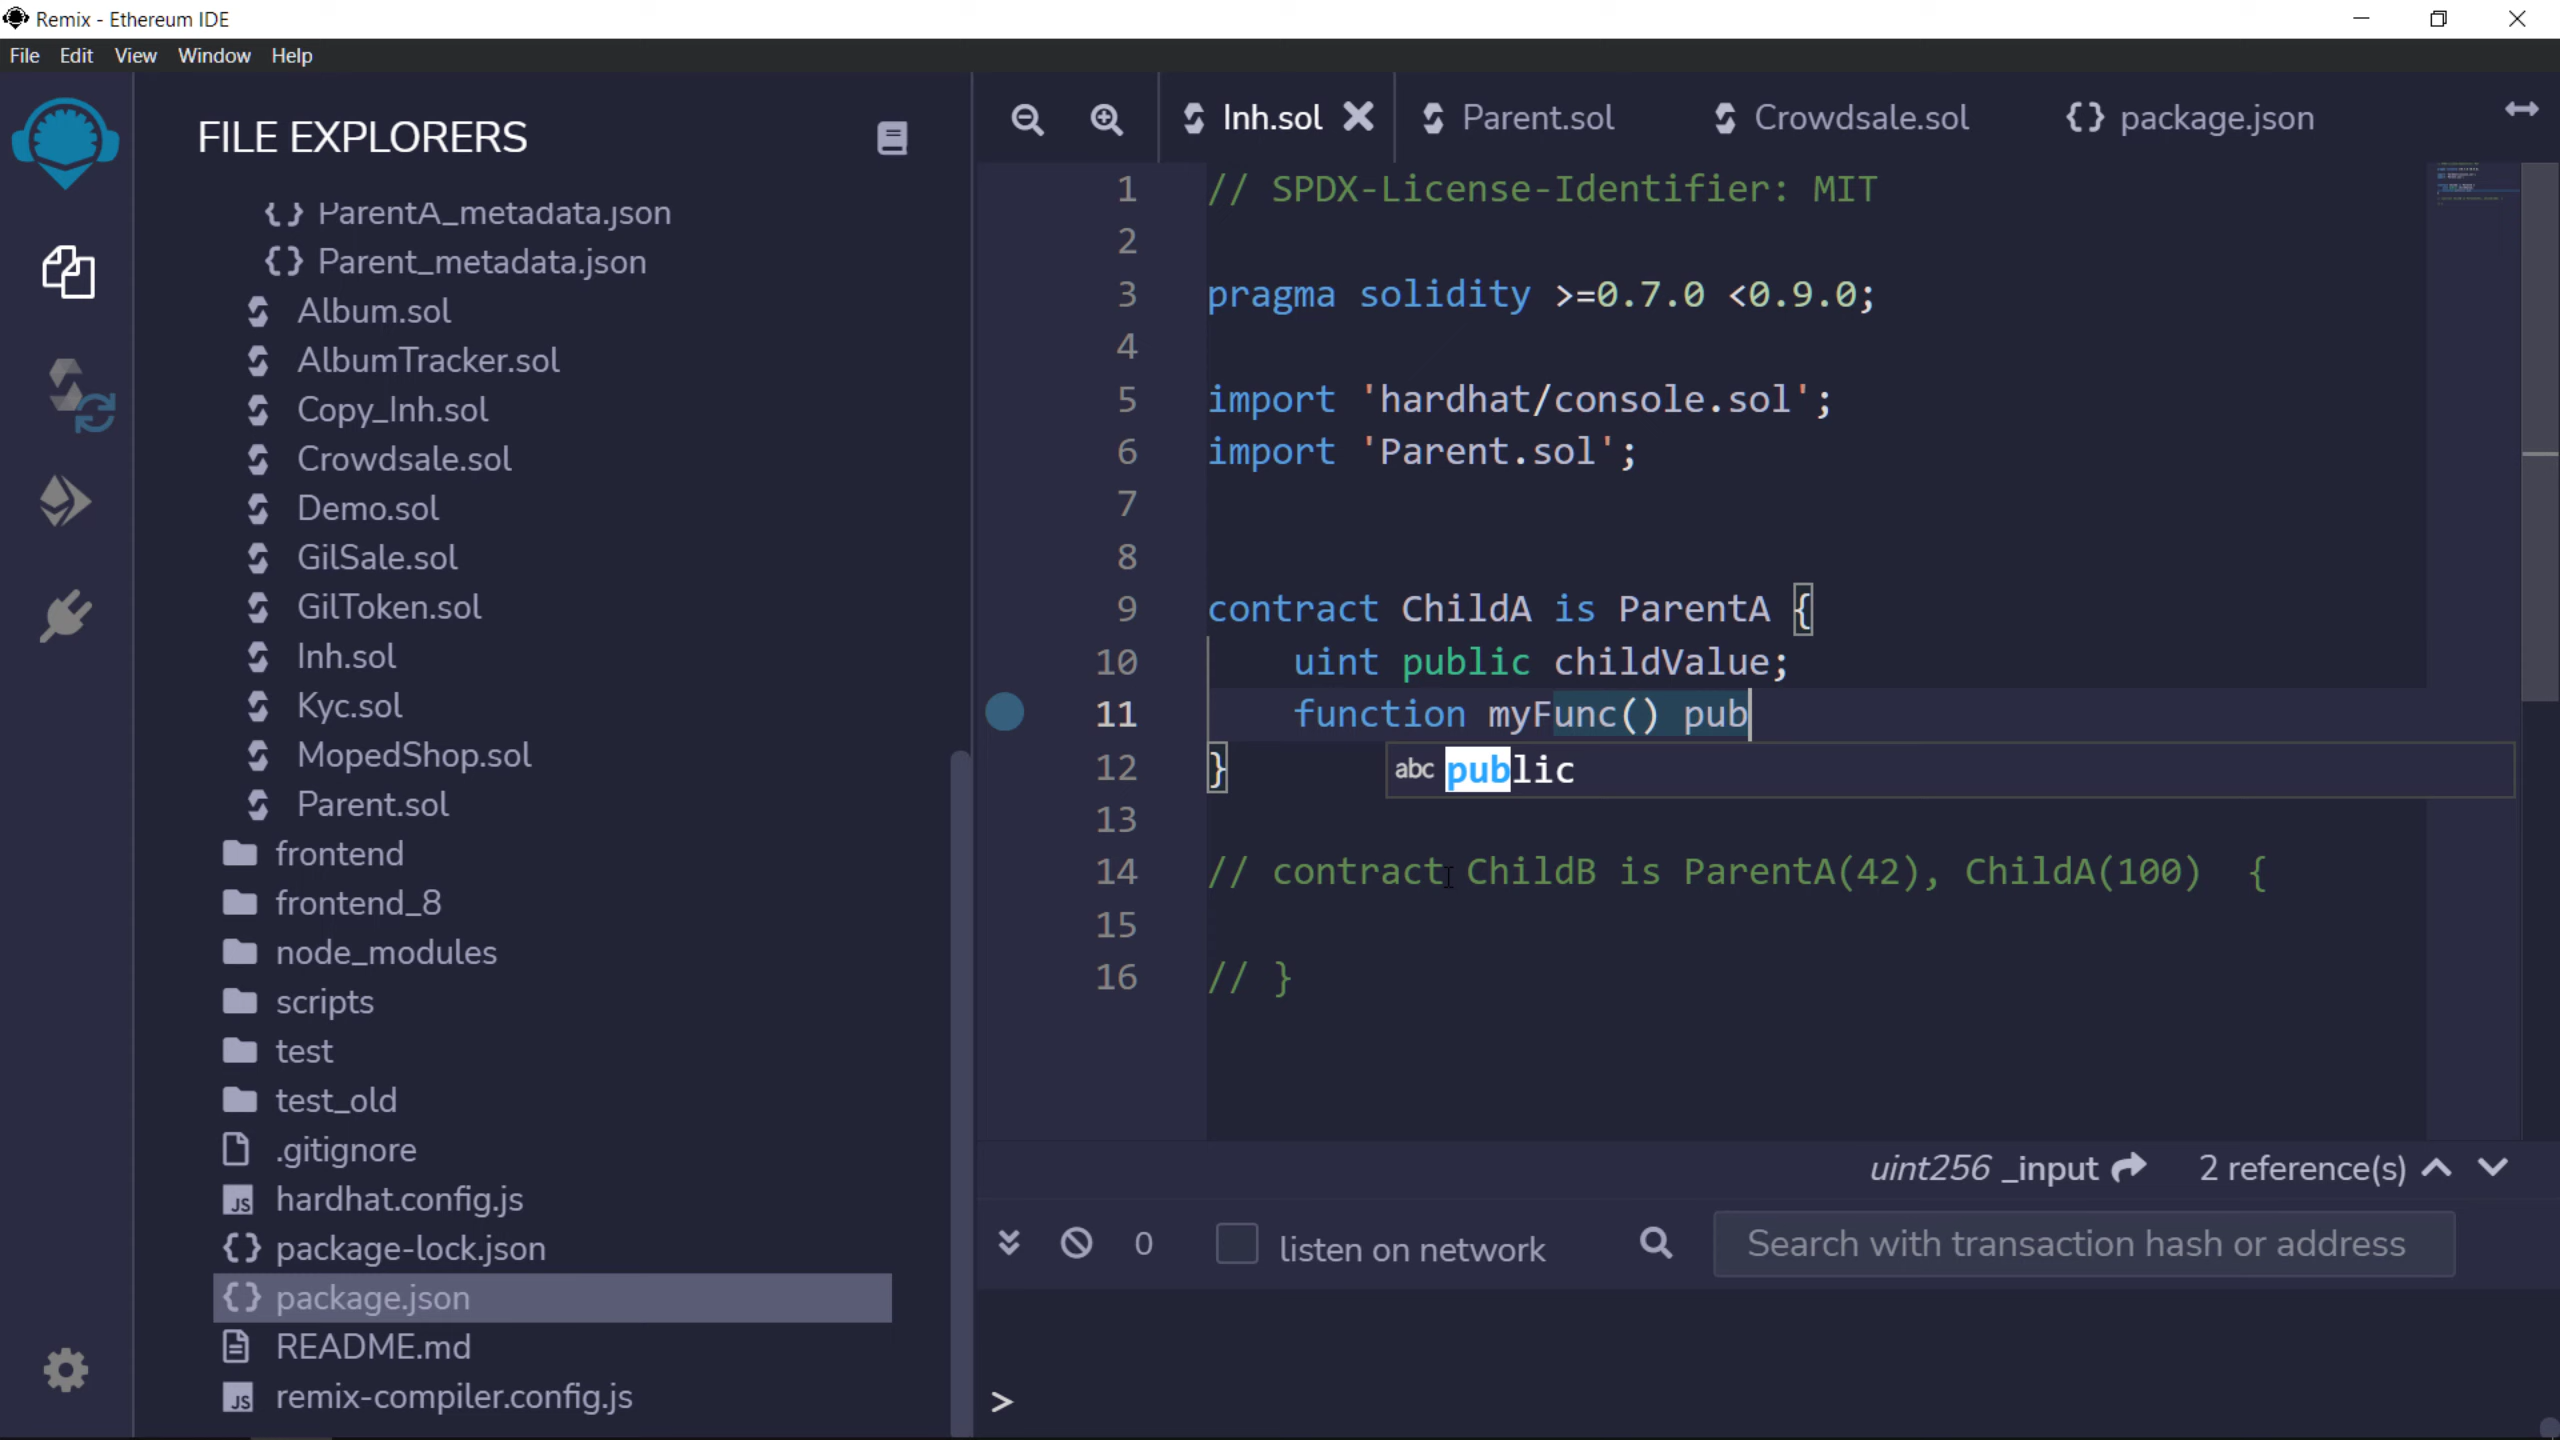 Remix - Ethereum IDE
File Edit View Window Help
FILE EXPLORERS
ParentA_metadata.json
Parent_metadata.json
Album.sol
AlbumTracker.sol
Copy_Inh.sol
Crowdsale.sol
Demo.sol
GilSale.sol
GilToken.sol
Inh.sol
Kyc.sol
MopedShop.sol
Parent.sol
frontend
frontend_8
node_modules
scripts
test
test_old
.gitignore
JS hardhat.config.js
package-lock.json
package.json
README.md
JS remix-compiler.config.js
Inh.sol Parent.sol Crowdsale.sol {} package.json
1 // SPDX-License-Identifier: MIT
2
3 pragma solidity >=0.7.0 <0.9.0;
4
5 import 'hardhat/console.sol';
6 import 'Parent.sol';
7
8
9 contract ChildA is ParentA {
10 uint public childValue;
11 function myFunc() pub
12 }
abc public
13
14 // contract ChildB is ParentA(42), ChildA(100) {
15
16 // }
uint256 _input 2 reference(s)
0 listen on network Search with transaction hash or address
>